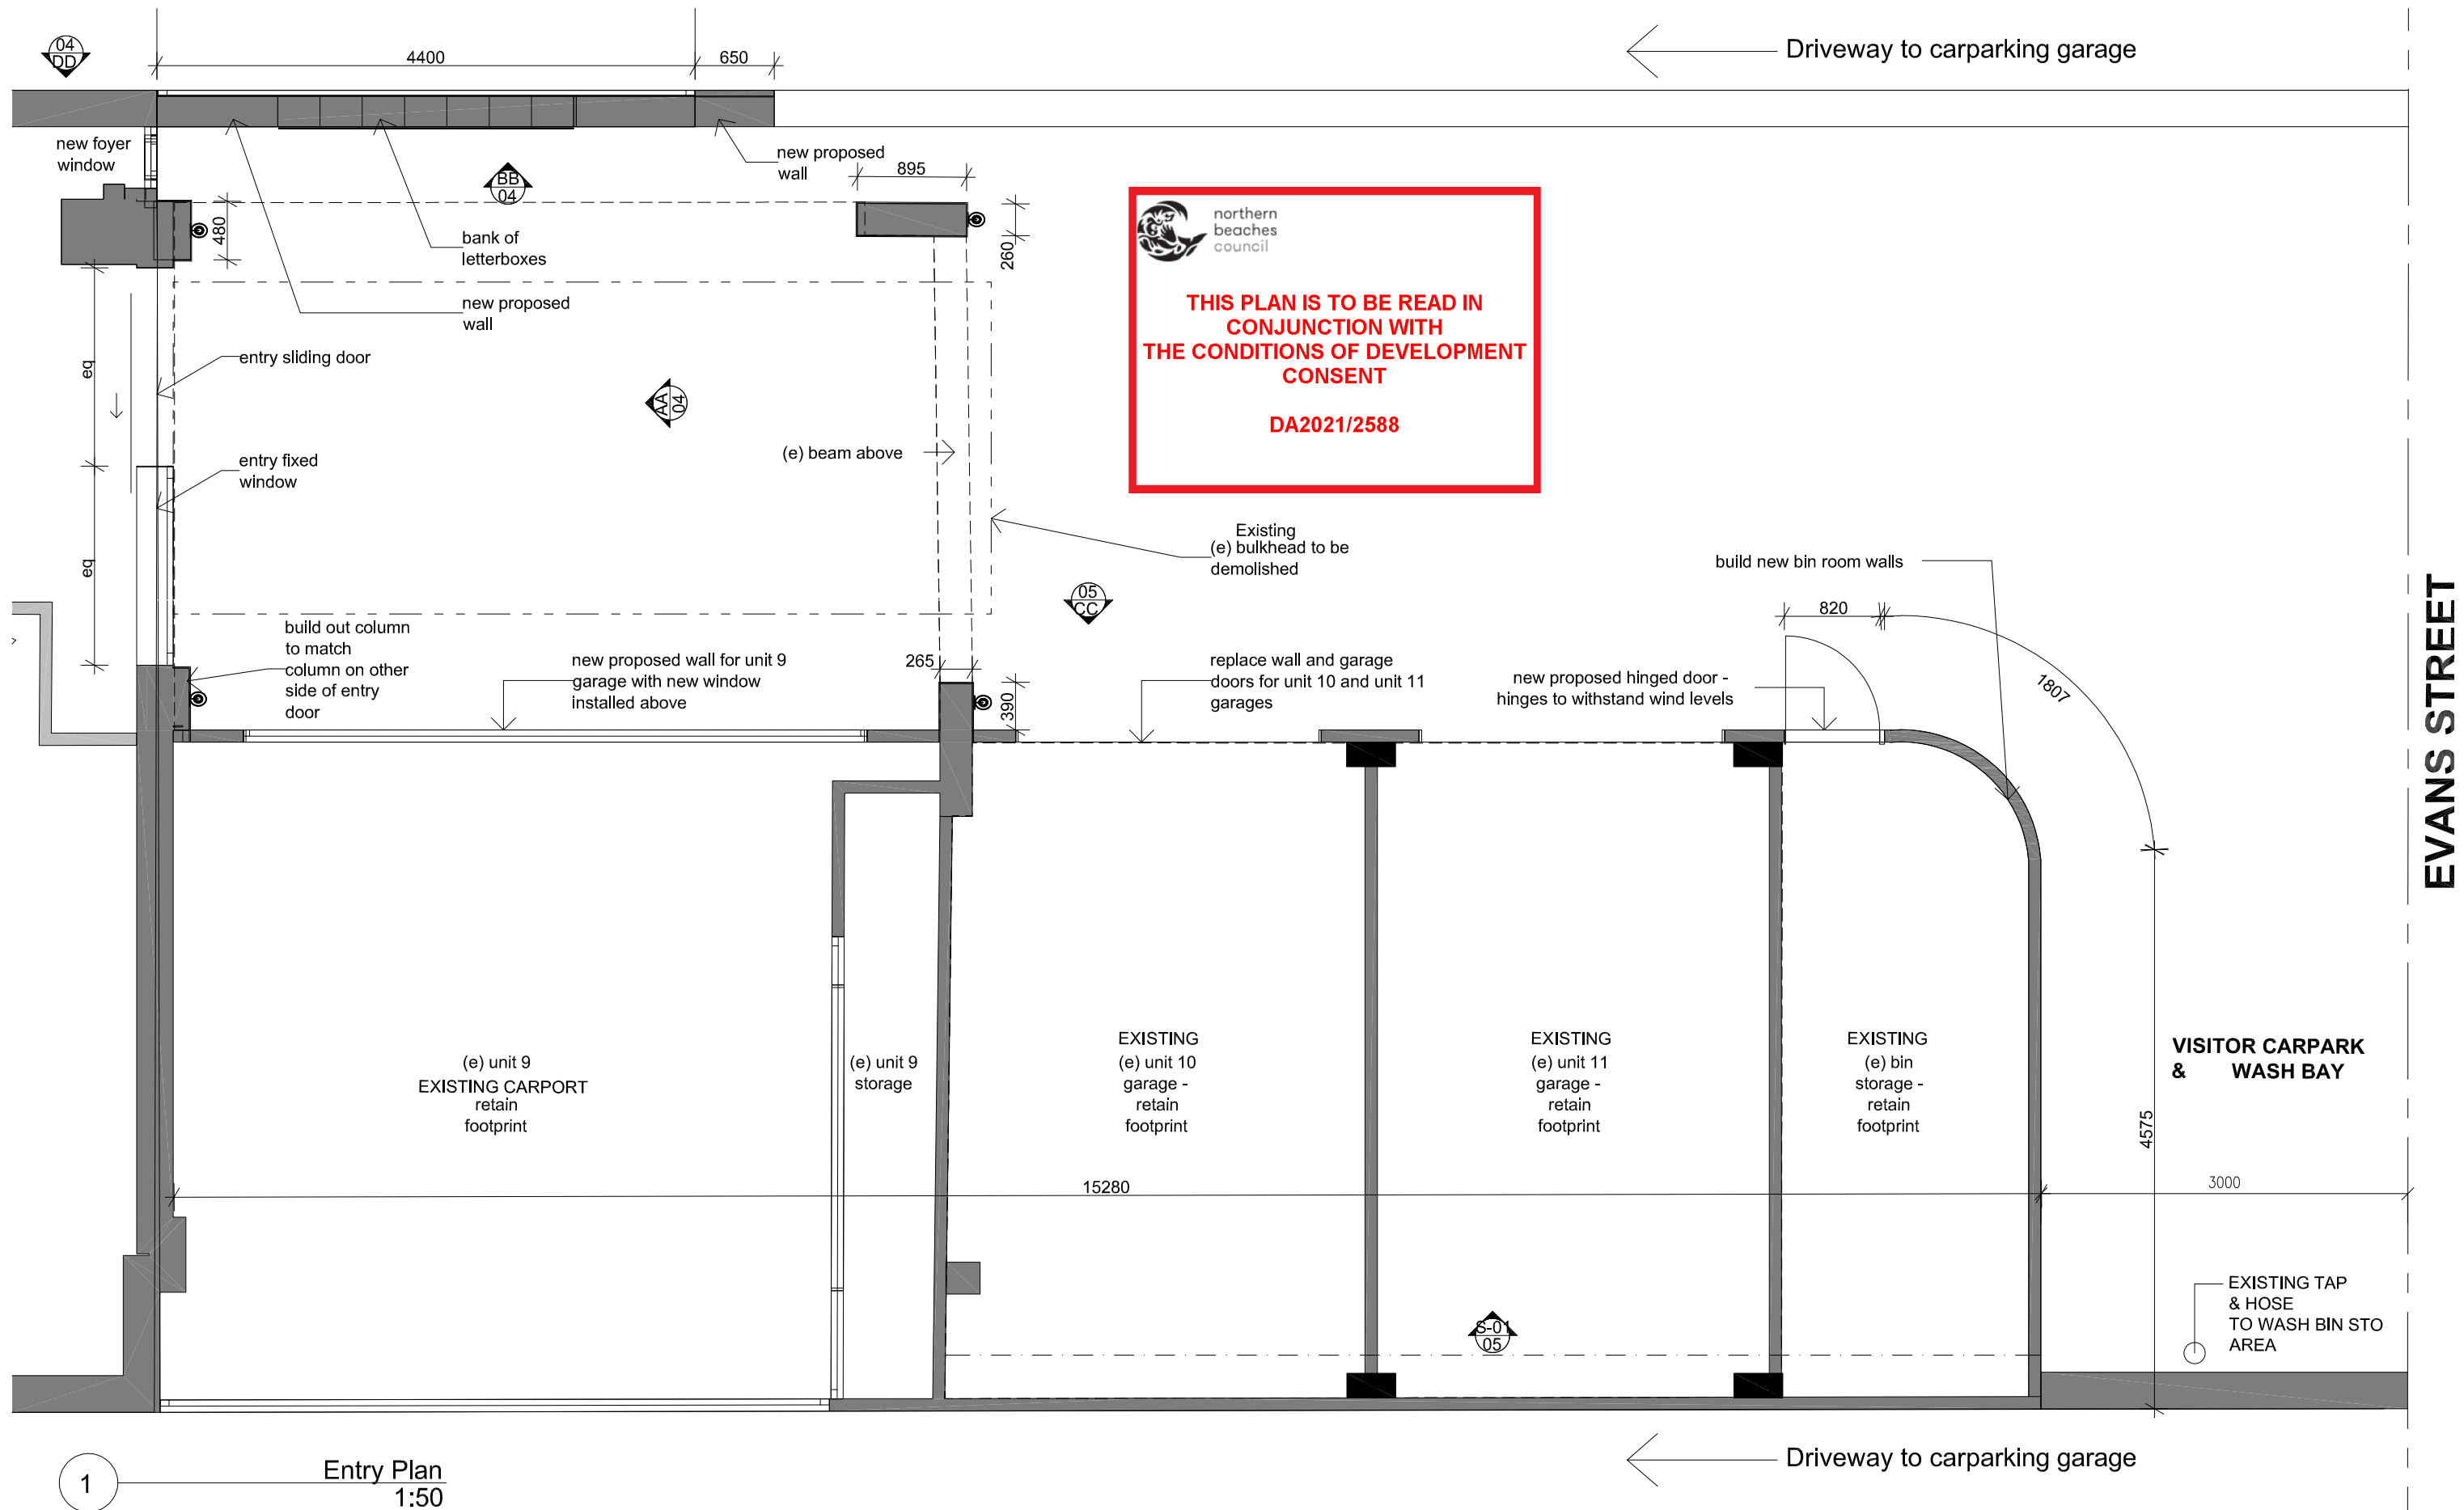 04
DD
4400
650
Driveway to carparking garage
new foyer
window
new proposed
wall
895
BB
04
480
260
bank of
letterboxes
new proposed
wall
northern
beaches
council
THIS PLAN IS TO BE READ IN
CONJUNCTION WITH
THE CONDITIONS OF DEVELOPMENT
CONSENT
DA2021/2588
eq
entry sliding door
AA
04
(e) beam above
entry fixed
window
eq
Existing
(e) bulkhead to be
demolished
05
CC
build new bin room walls
820
1807
EVANS STREET
build out column
to match
column on other
side of entry
door
new proposed wall for unit 9
garage with new window
installed above
265
390
replace wall and garage
doors for unit 10 and unit 11
garages
new proposed hinged door -
hinges to withstand wind levels
(e) unit 9
EXISTING CARPORT
retain
footprint
(e) unit 9
storage
EXISTING
(e) unit 10
garage -
retain
footprint
EXISTING
(e) unit 11
garage -
retain
footprint
EXISTING
(e) bin
storage -
retain
footprint
VISITOR CARPARK
& WASH BAY
4575
15280
3000
S-01
05
EXISTING TAP
& HOSE
TO WASH BIN STO
AREA
1
Entry Plan
1:50
Driveway to carparking garage